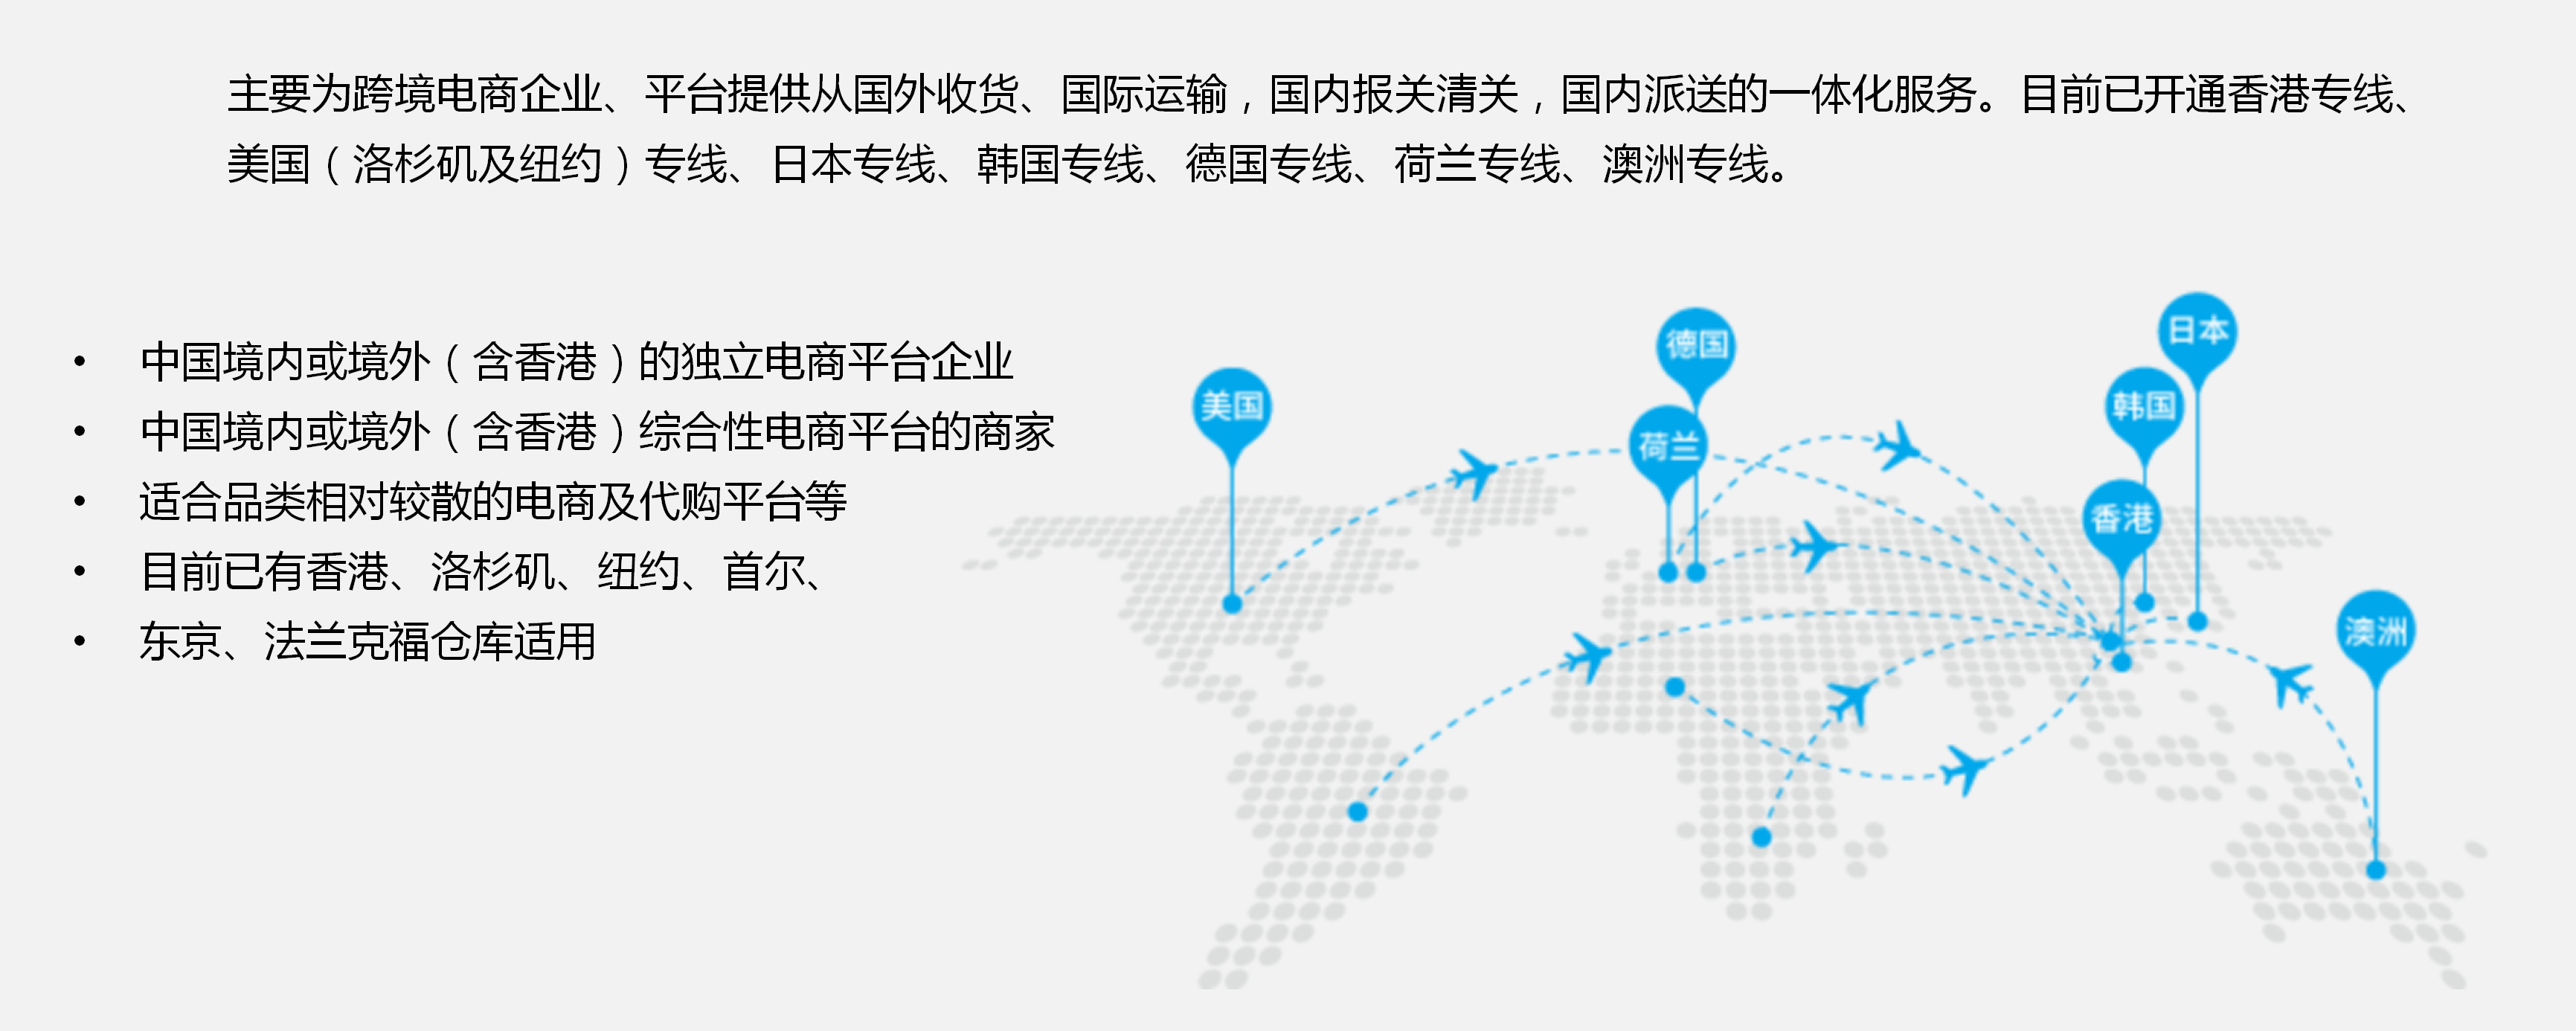 主要为跨境电商企业、平台提供从国外收货、国际运输，国内报关清关，国内派送的一体化服务。目前已开通香港专线、
美国（洛杉矶及纽约）专线、日本专线、韩国专线、德国专线、荷兰专线、澳洲专线。
• 中国境内或境外（含香港）的独立电商平台企业
• 中国境内或境外（含香港）综合性电商平台的商家
• 适合品类相对较散的电商及代购平台等
• 目前已有香港、洛杉矶、纽约、首尔、
• 东京、法兰克福仓库适用
日本
德国
美国
韩国
荷兰
香港
澳洲